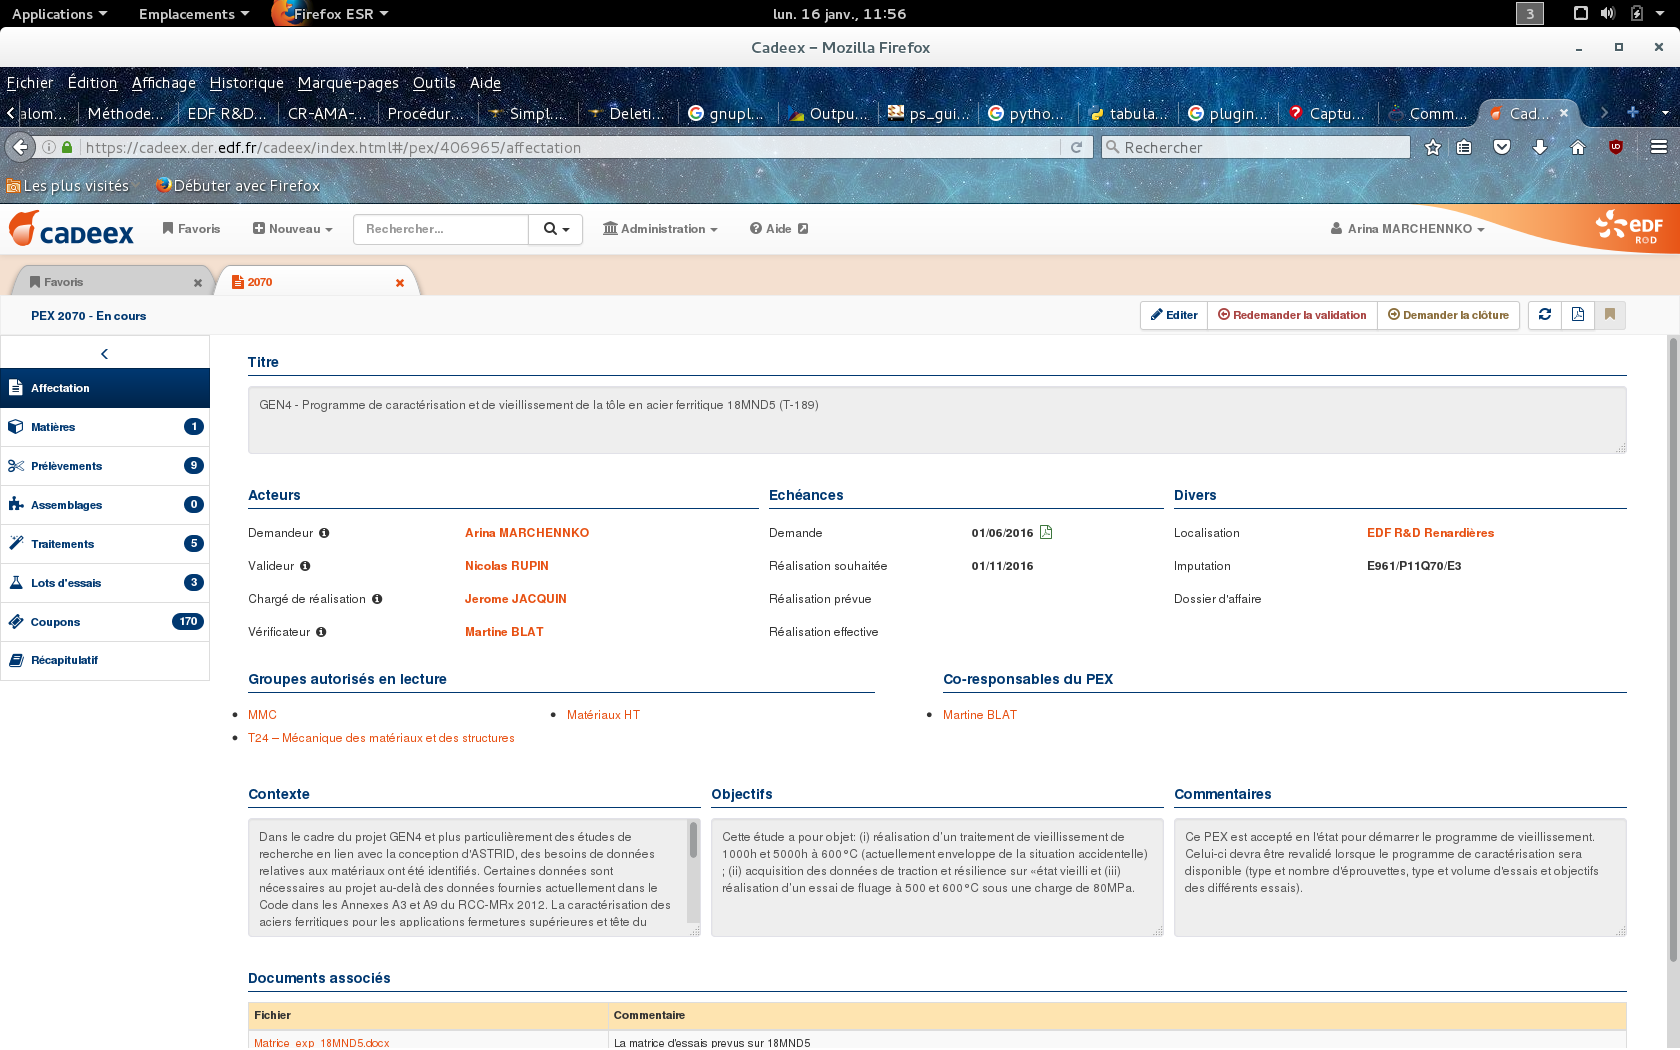 Applications Emplacements Firefox ESR lun. 16 janv., 11:56 3
Cadeex – Mozilla Firefox
Fichier Édition Affichage Historique Marque-pages Outils Aide
alom... Méthode... EDF R&D... CR-AMA-... Procédur... Simpl... Deleti... gnupl... Outpu... ps_gui... pytho... tabula... plugin... Captu... Comm... Cad...
https://cadeex.der.edf.fr/cadeex/index.html#/pex/406965/affectation Rechercher
Les plus visités Débuter avec Firefox
cadeex Favoris Nouveau Rechercher... Administration Aide Arina MARCHENNKO EDF R&D
Favoris 2070
PEX 2070 - En cours Editer Redemander la validation Demander la clôture
Affectation
Matières 1
Prélèvements 9
Assemblages 0
Traitements 5
Lots d'essais 3
Coupons 170
Récapitulatif
Titre
GEN4 - Programme de caractérisation et de vieillissement de la tôle en acier ferritique 18MND5 (T-189)
Acteurs Echéances Divers
Demandeur Arina MARCHENNKO Demande 01/06/2016 Localisation EDF R&D Renardières
Valideur Nicolas RUPIN Réalisation souhaitée 01/11/2016 Imputation E961/P11Q70/E3
Chargé de réalisation Jerome JACQUIN Réalisation prévue Dossier d'affaire
Vérificateur Martine BLAT Réalisation effective
Groupes autorisés en lecture Co-responsables du PEX
MMC Matériaux HT Martine BLAT
T24 – Mécanique des matériaux et des structures
Contexte
Dans le cadre du projet GEN4 et plus particulièrement des études de
recherche en lien avec la conception d'ASTRID, des besoins de données
relatives aux matériaux ont été identifiés. Certaines données sont
nécessaires au projet au-delà des données fournies actuellement dans le
Code dans les Annexes A3 et A9 du RCC-MRx 2012. La caractérisation des
aciers ferritiques pour les applications fermetures supérieures et tête du
Objectifs
Cette étude a pour objet: (i) réalisation d'un traitement de vieillissement de
1000h et 5000h à 600°C (actuellement enveloppe de la situation accidentelle)
; (ii) acquisition des données de traction et résilience sur «état vieilli et (iii)
réalisation d'un essai de fluage à 500 et 600°C sous une charge de 80MPa.
Commentaires
Ce PEX est accepté en l'état pour démarrer le programme de vieillissement.
Celui-ci devra être revalidé lorsque le programme de caractérisation sera
disponible (type et nombre d'éprouvettes, type et volume d'essais et objectifs
des différents essais).
Documents associés
Fichier Commentaire
Matrice_exp_18MND5.docx La matrice d'essais prevus sur 18MND5